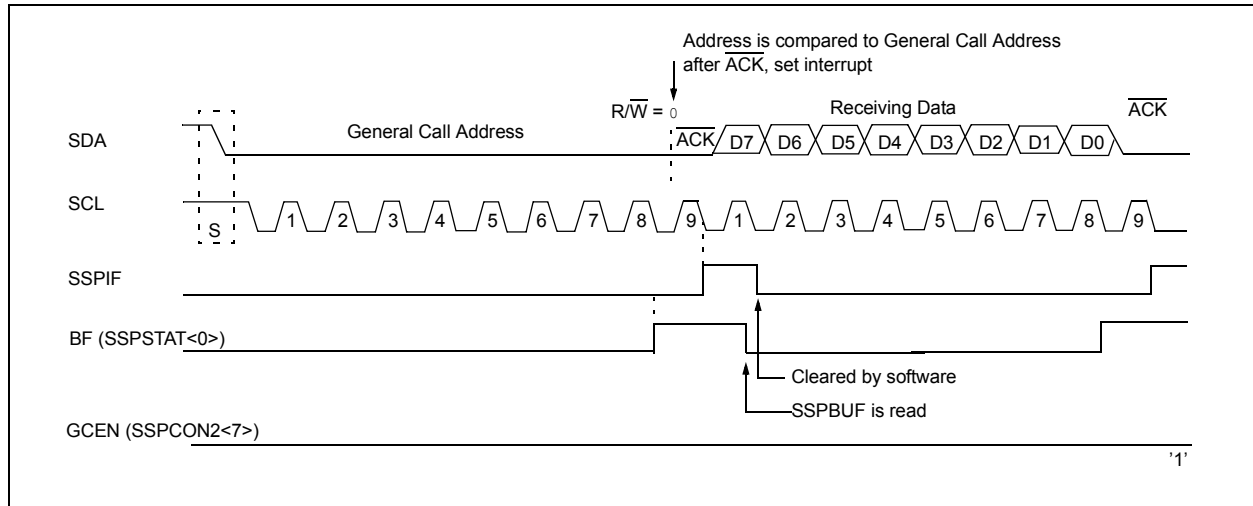 Address is compared to General Call Address
after ACK, set interrupt
R/W = 0
Receiving Data
ACK
SDA
General Call Address
ACK D7 D6 D5 D4 D3 D2 D1 D0
SCL
S
1 2 3 4 5 6 7 8 9 1 2 3 4 5 6 7 8 9
SSPIF
BF (SSPSTAT<0>)
Cleared by software
SSPBUF is read
GCEN (SSPCON2<7>)
’1’